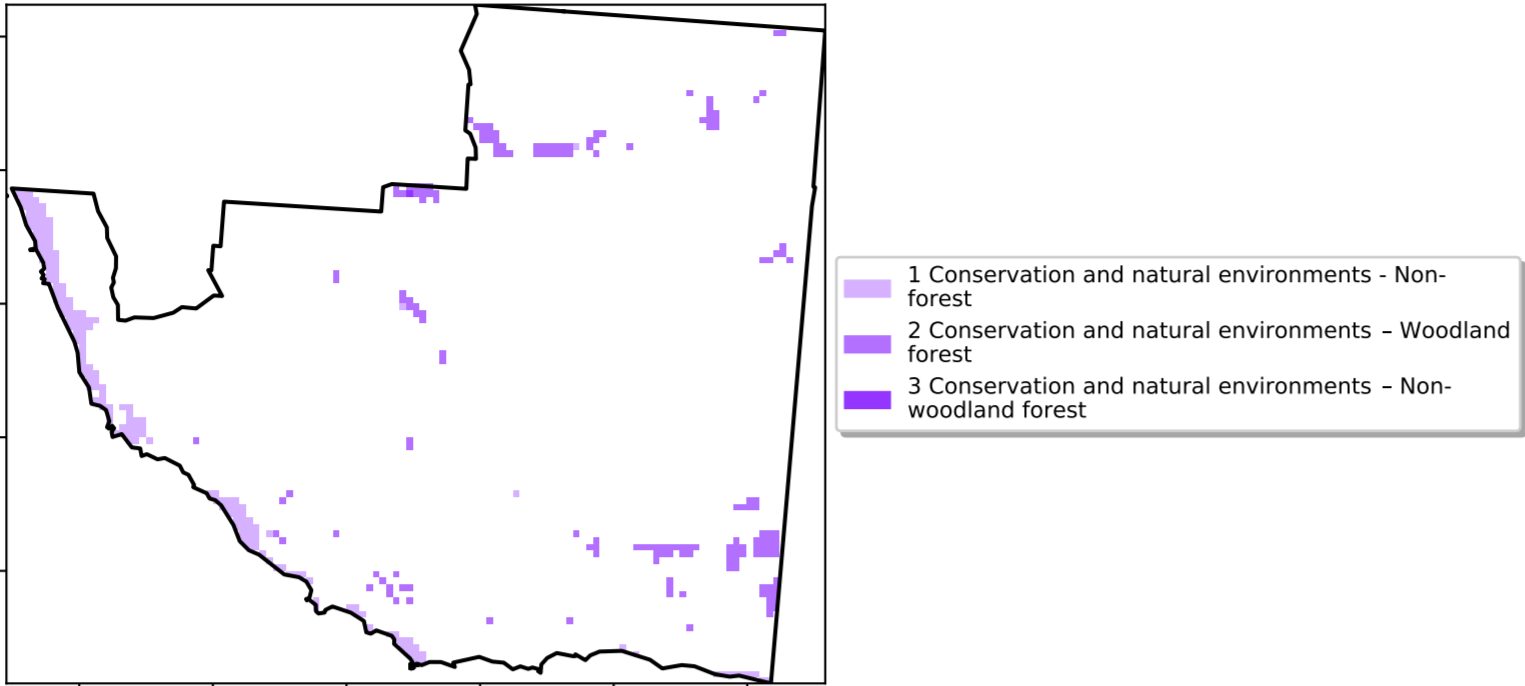 1 Conservation and natural environments - Non-
forest
2 Conservation and natural environments – Woodland
forest
3 Conservation and natural environments – Non-
woodland forest